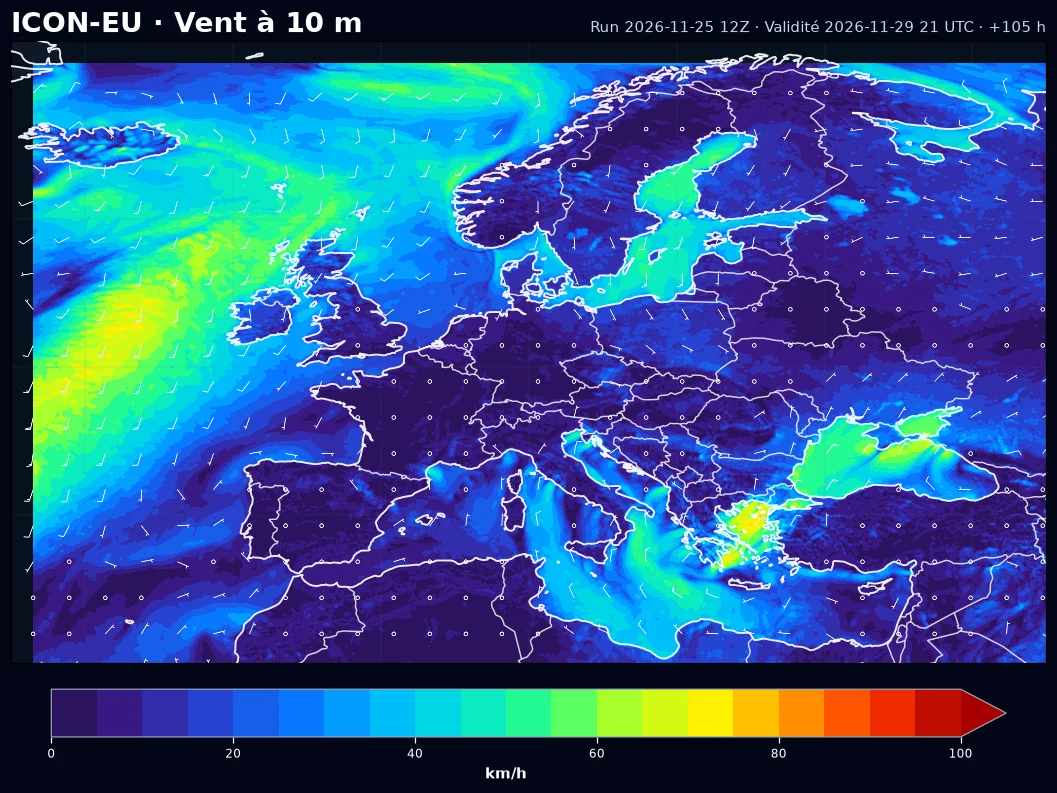 ICON-EU · Vent à 10 m
Run 2026-11-25 12Z · Validité 2026-11-29 21 UTC · +105 h
0 20 40 60 80 100
km/h